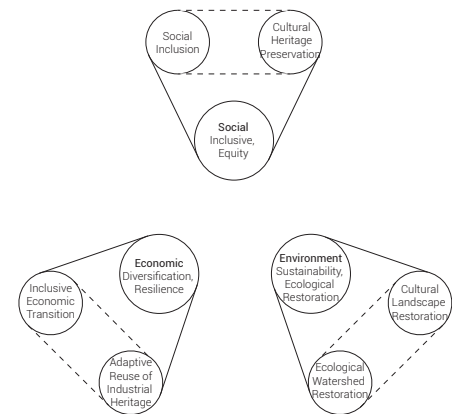 Social
Inclusion
Cultural
Heritage
Preservation
Social
Inclusive,
Equity
Economic
Diversification,
Resilience
Inclusive
Economic
Transition
Adaptive
Reuse of
Industrial
Heritage
Environment
Sustainability,
Ecological
Restoration
Cultural
Landscape
Restoration
Ecological
Watershed
Restoration